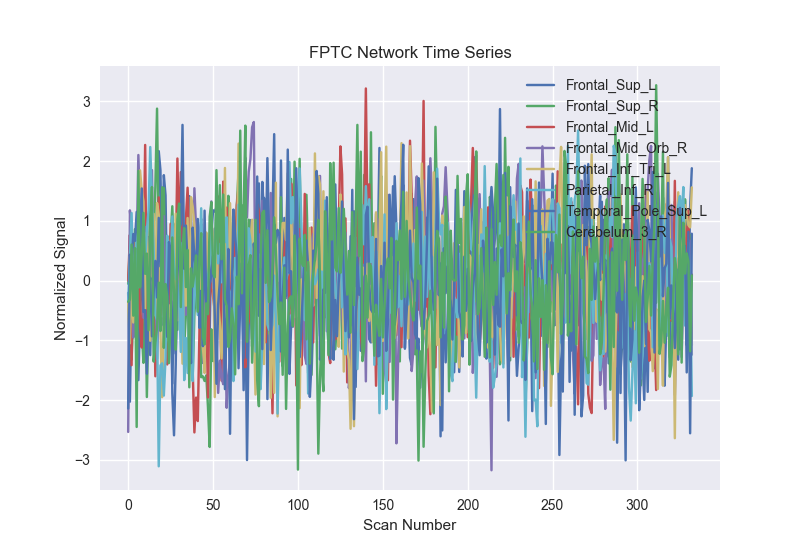 FPTC Network Time Series
Frontal_Sup_L
Frontal_Sup_R
Frontal_Mid_L
Frontal_Mid_Orb_R
Frontal_Inf_Tri_L
Parietal_Inf_R
Temporal_Pole_Sup_L
Cerebelum_3_R
Normalized Signal
3
2
1
0
−1
−2
−3
0 50 100 150 200 250 300
Scan Number